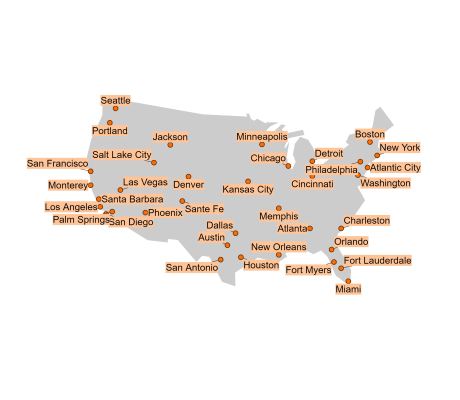 Seattle
Portland
Jackson
Minneapolis
Boston
New York
San Francisco
Salt Lake City
Chicago
Detroit
Philadelphia
Atlantic City
Monterey
Las Vegas
Denver
Kansas City
Cincinnati
Washington
Santa Barbara
Los Angeles
Phoenix
Sante Fe
Memphis
Palm Springs
San Diego
Dallas
Atlanta
Charleston
Austin
New Orleans
Orlando
San Antonio
Houston
Fort Myers
Fort Lauderdale
Miami